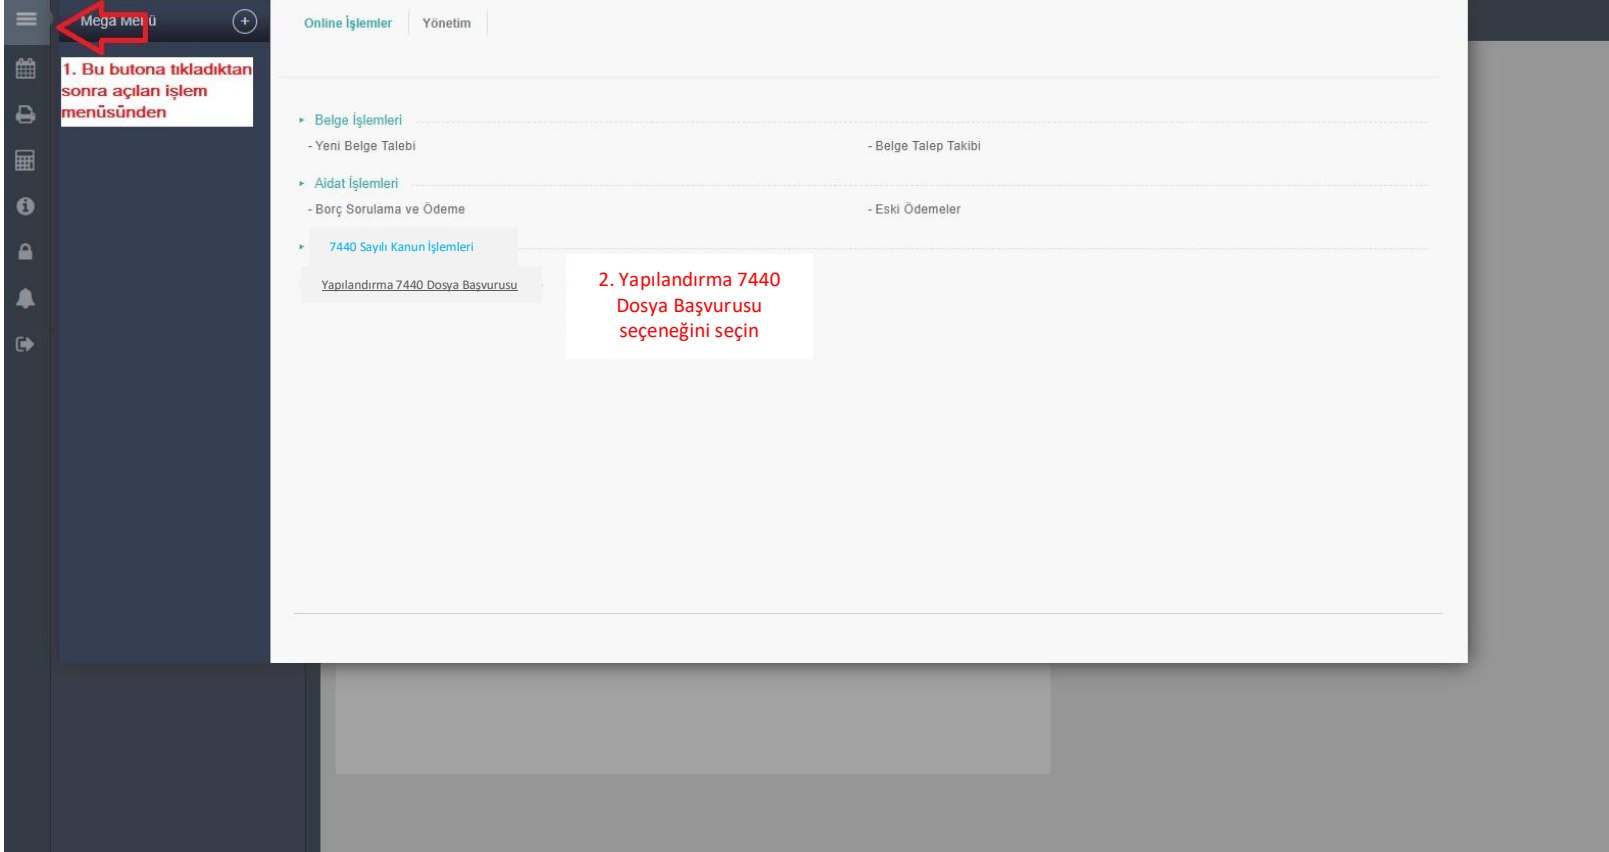 Mega Menü
Online İşlemler Yönetim
1. Bu butona tıkladıktan
sonra açılan işlem
menüsünden
Belge İşlemleri
- Yeni Belge Talebi - Belge Talep Takibi
Aidat İşlemleri
- Borç Sorulama ve Ödeme - Eski Ödemeler
7440 Sayılı Kanun İşlemleri
Yapılandırma 7440 Dosya Başvurusu
2. Yapılandırma 7440
Dosya Başvurusu
seçeneğini seçin